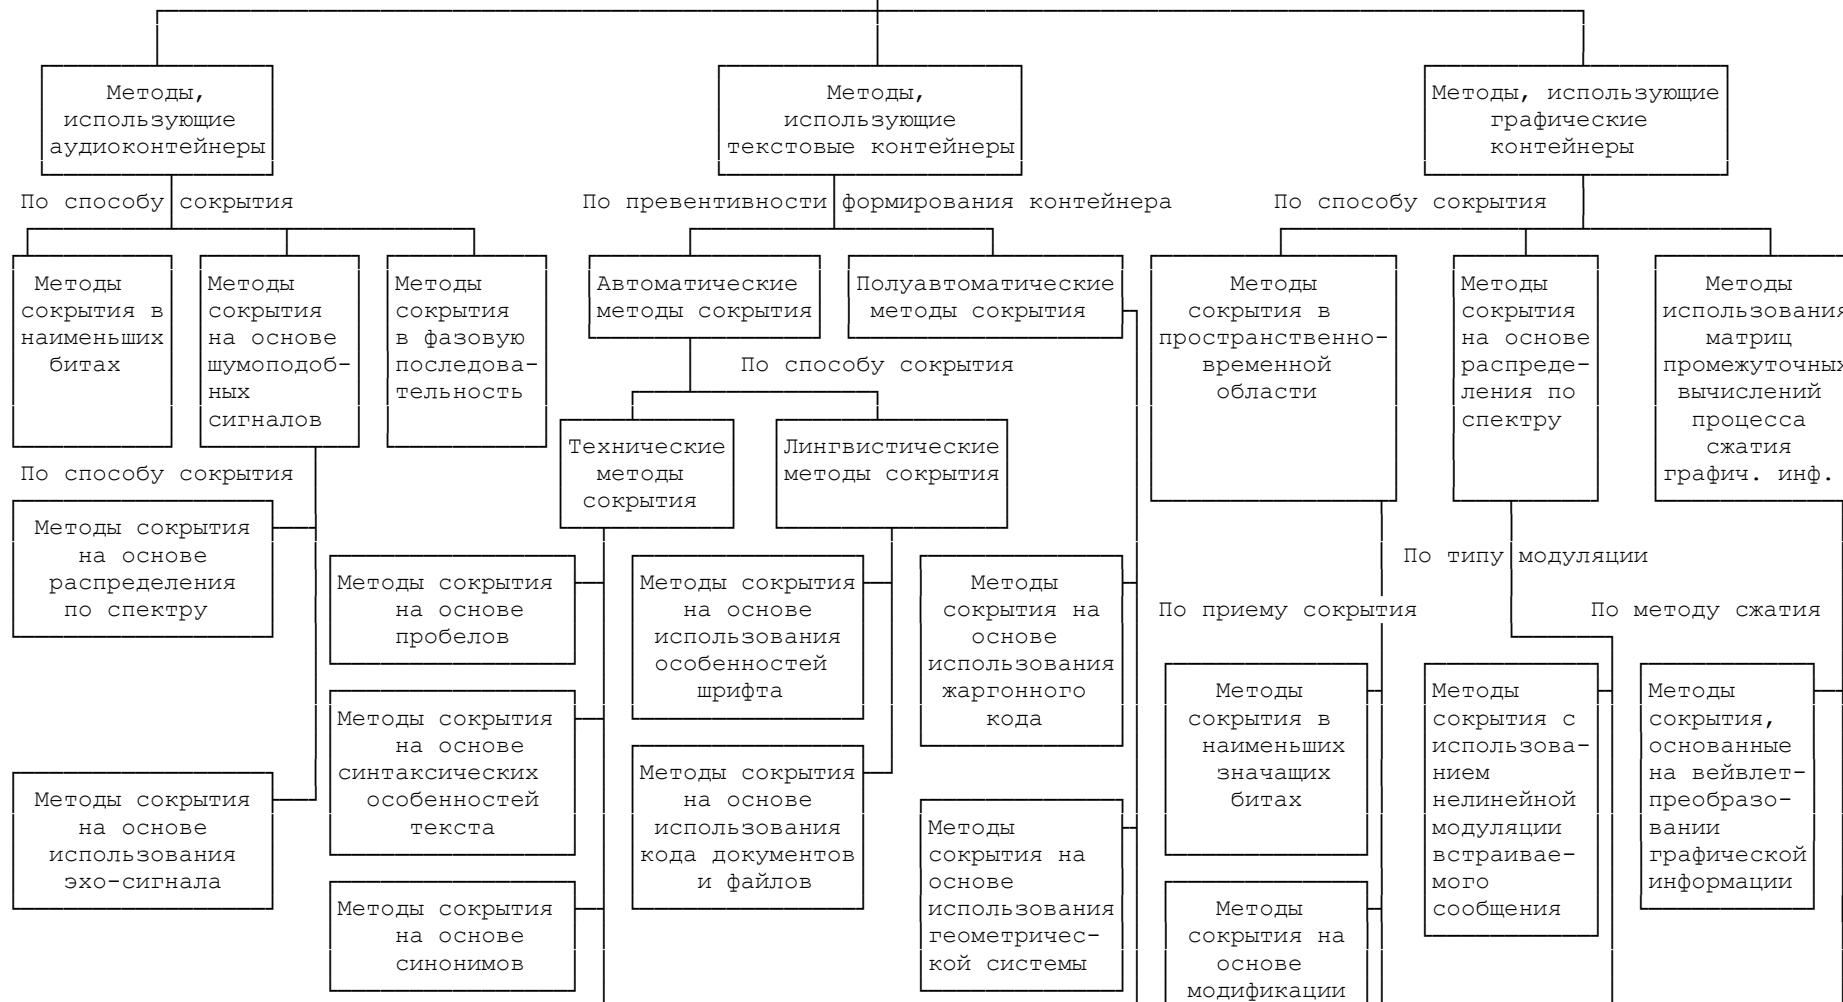 Методы,
использующие
аудиоконтейнеры
Методы,
использующие
текстовые контейнеры
Методы, использующие
графические
контейнеры
По способу сокрытия
По превентивности формирования контейнера
По способу сокрытия
Методы
сокрытия в
наименьших
битах
Методы
сокрытия
на основе
шумоподоб-
ных
сигналов
Методы
сокрытия
в фазовую
последова-
тельность
Автоматические
методы сокрытия
Полуавтоматические
методы сокрытия
Методы
сокрытия в
пространственно-
временной
области
Методы
сокрытия
на основе
распреде-
ления по
спектру
Методы
использования
матриц
промежуточных
вычислений
процесса
сжатия
графич. инф.
По способу сокрытия
Технические
методы
сокрытия
Лингвистические
методы сокрытия
По способу сокрытия
Методы сокрытия
на основе
распределения
по спектру
Методы сокрытия
на основе
использования
эхо-сигнала
Методы сокрытия
на основе
пробелов
Методы сокрытия
на основе
синтаксических
особенностей
текста
Методы сокрытия
на основе
синонимов
Методы сокрытия
на основе
использования
особенностей
шрифта
Методы сокрытия
на основе
использования
кода документов
и файлов
Методы
сокрытия на
основе
использования
жаргонного
кода
Методы
сокрытия на
основе
использования
геометричес-
кой системы
По типу модуляции
По приему сокрытия
По методу сжатия
Методы
сокрытия в
наименьших
значащих
битах
Методы
сокрытия на
основе
модификации
Методы
сокрытия с
использова-
нием
нелинейной
модуляции
встраивае-
мого
сообщения
Методы
сокрытия,
основанные
на вейвлет-
преобразо-
вании
графической
информации